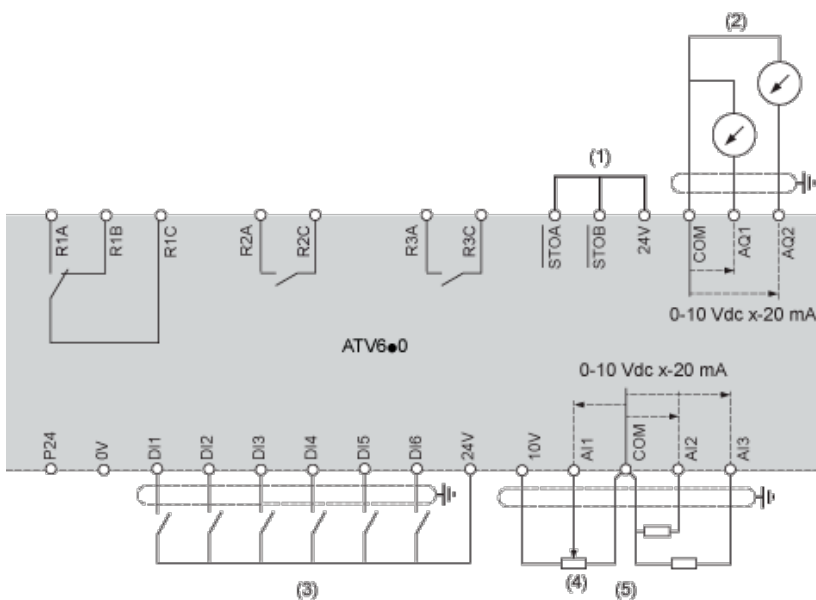 (2)
(1)
R1A R1B R1C R2A R2C R3A R3C STOA STOB 24V COM AQ1 AQ2
0-10 Vdc x-20 mA
ATV6●0
0-10 Vdc x-20 mA
P24 0V DI1 DI2 DI3 DI4 DI5 DI6 24V 10V AI1 COM AI2 AI3
(3) (4) (5)